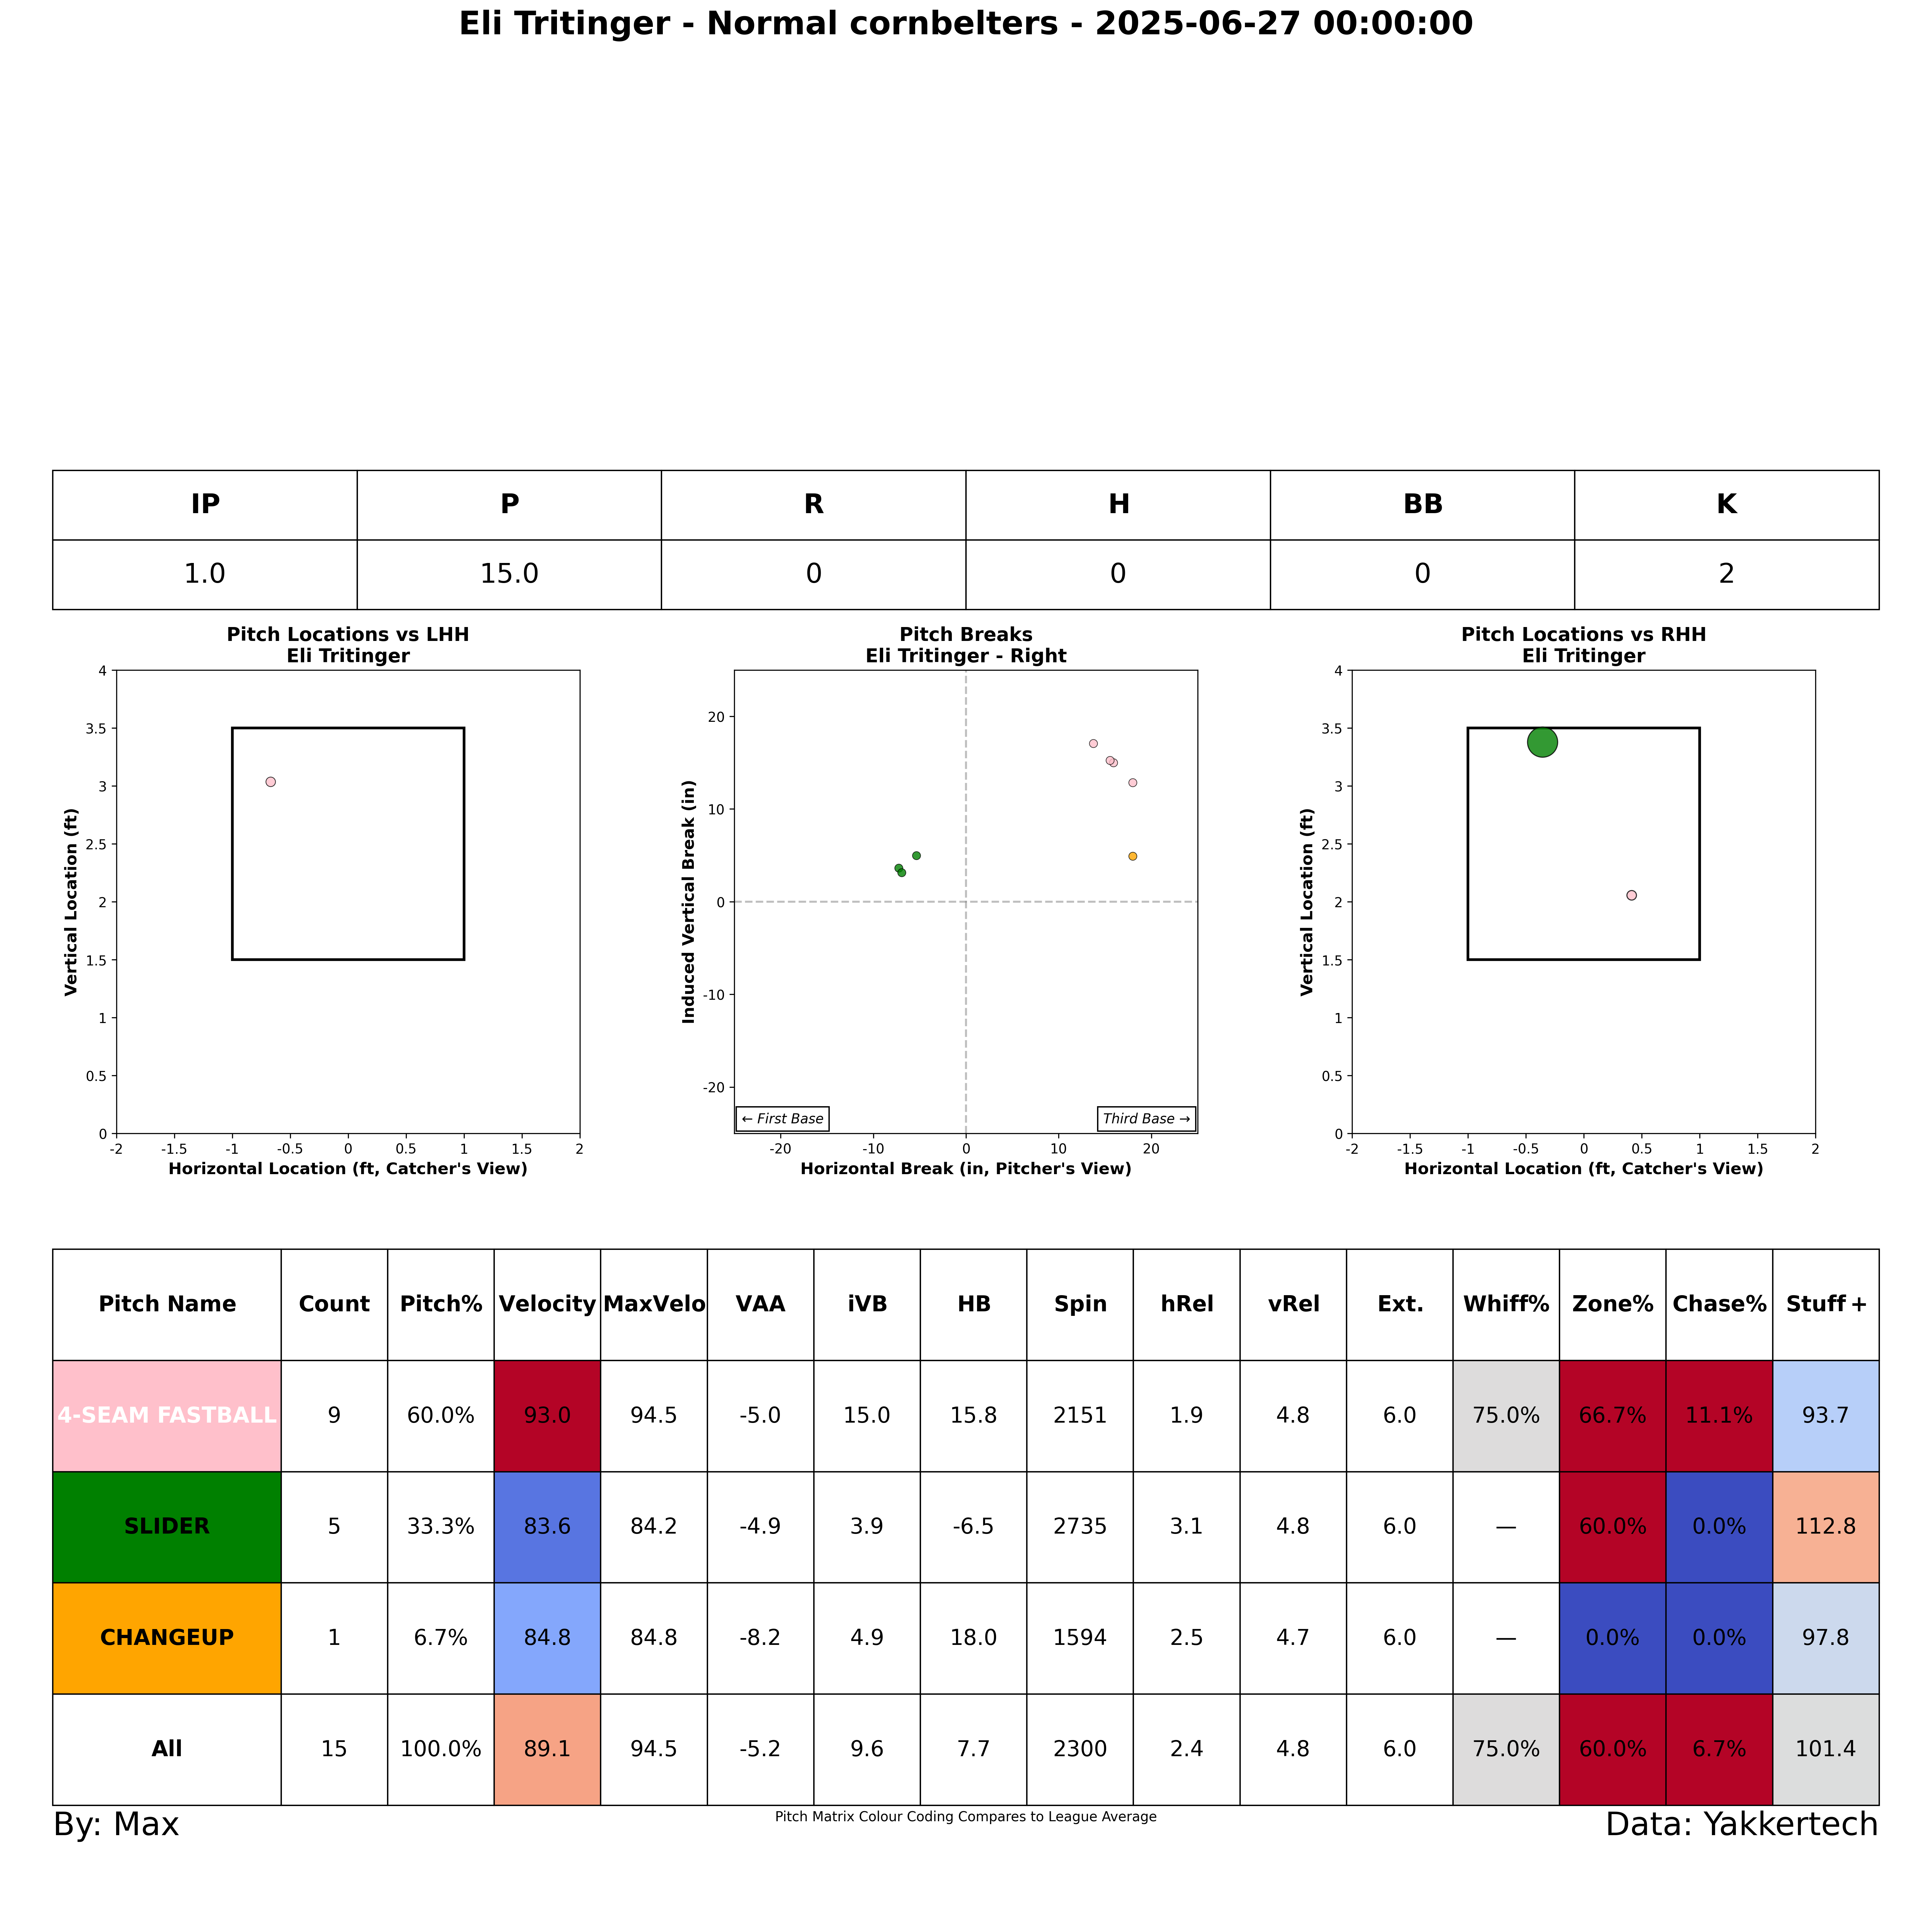 Eli Tritinger - Normal cornbelters - 2025-06-27 00:00:00
IP P R H BB K
1.0 15.0 0 0 0 2
Pitch Locations vs LHH
Eli Tritinger
4
3.5
3
2.5
2
1.5
1
0.5
0
-2 -1.5 -1 -0.5 0 0.5 1 1.5 2
Vertical Location (ft)
Horizontal Location (ft, Catcher's View)
Pitch Breaks
Eli Tritinger - Right
20
10
0
-10
-20
← First Base
Third Base →
-20 -10 0 10 20
Induced Vertical Break (in)
Horizontal Break (in, Pitcher's View)
Pitch Locations vs RHH
Eli Tritinger
4
3.5
3
2.5
2
1.5
1
0.5
0
-2 -1.5 -1 -0.5 0 0.5 1 1.5 2
Vertical Location (ft)
Horizontal Location (ft, Catcher's View)
Pitch Name Count Pitch% Velocity MaxVelo VAA iVB HB Spin hRel vRel Ext. Whiff% Zone% Chase% Stuff+
4-SEAM FASTBALL 9 60.0% 93.0 94.5 -5.0 15.0 15.8 2151 1.9 4.8 6.0 75.0% 66.7% 11.1% 93.7
SLIDER 5 33.3% 83.6 84.2 -4.9 3.9 -6.5 2735 3.1 4.8 6.0 — 60.0% 0.0% 112.8
CHANGEUP 1 6.7% 84.8 84.8 -8.2 4.9 18.0 1594 2.5 4.7 6.0 — 0.0% 0.0% 97.8
All 15 100.0% 89.1 94.5 -5.2 9.6 7.7 2300 2.4 4.8 6.0 75.0% 60.0% 6.7% 101.4
By: Max
Pitch Matrix Colour Coding Compares to League Average
Data: Yakkertech